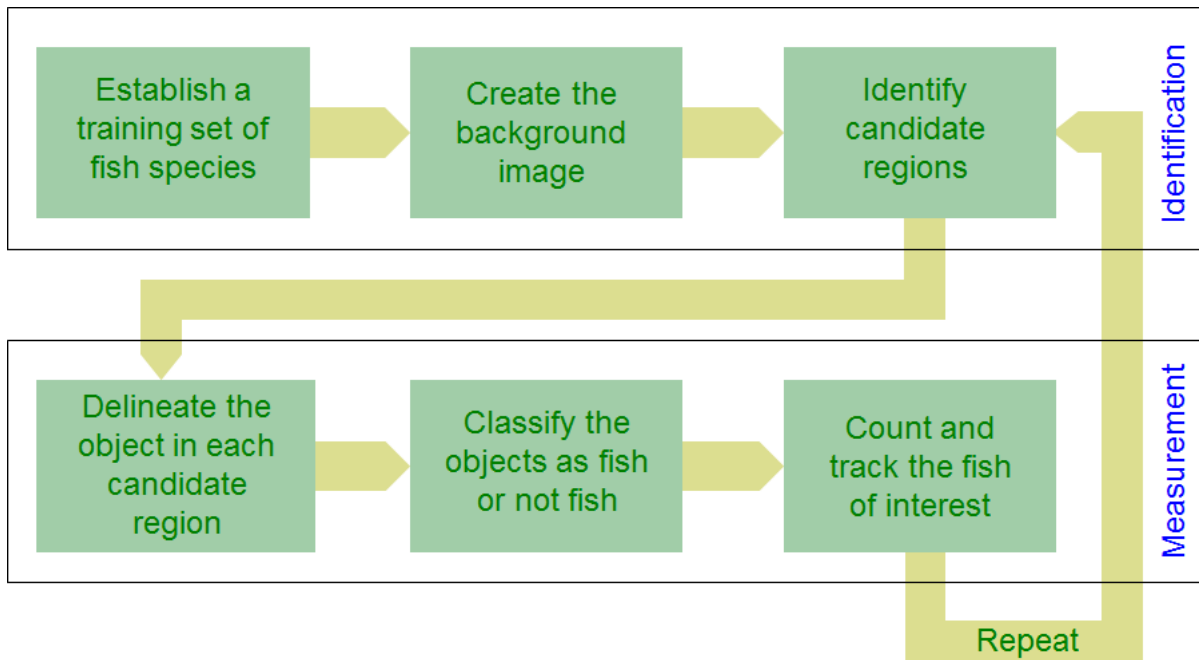 Establish a
training set of
fish species
Create the
background
image
Identify
candidate
regions
Identification
Delineate the
object in each
candidate
region
Classify the
objects as fish
or not fish
Count and
track the fish
of interest
Measurement
Repeat